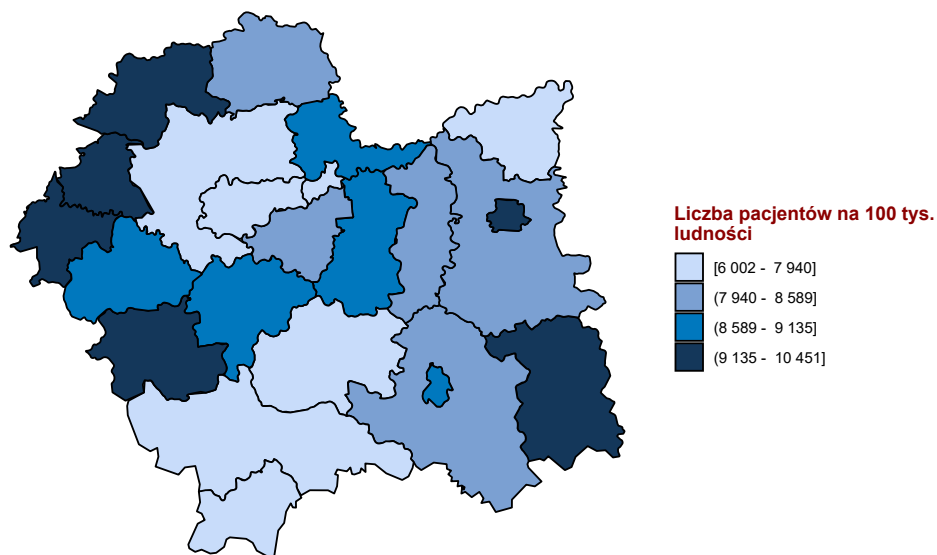 Liczba pacjentów na 100 tys.
ludności
[6 002 - 7 940]
(7 940 - 8 589]
(8 589 - 9 135]
(9 135 - 10 451]